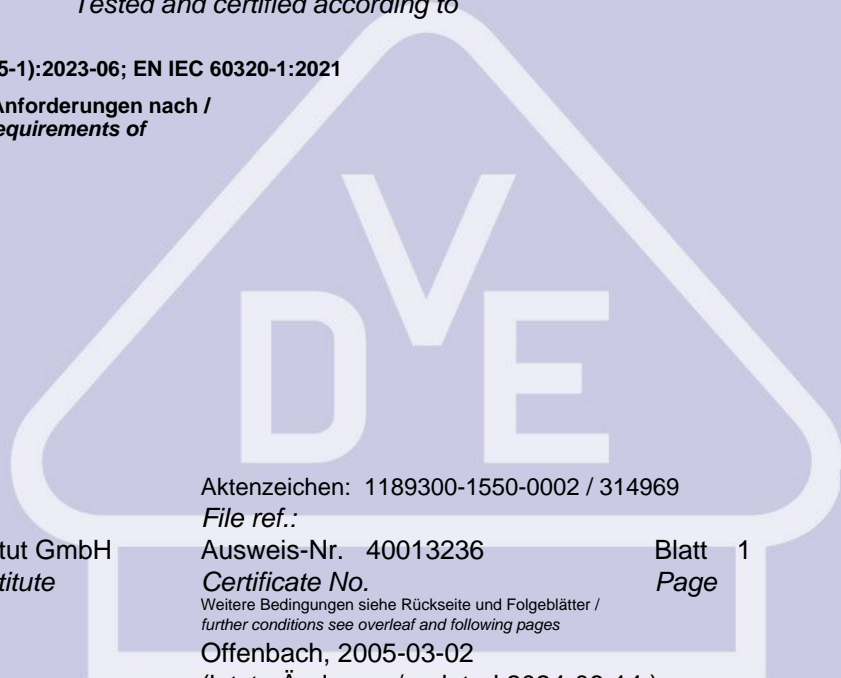 Tested and certified according to
5-1):2023-06; EN IEC 60320-1:2021
Anforderungen nach /
equirements of
DVE
Aktenzeichen: 1189300-1550-0002 / 314969
File ref.:
tut GmbH Ausweis-Nr. 40013236 Blatt 1
titute Certificate No. Page
Weitere Bedingungen siehe Rückseite und Folgeblätter /
further conditions see overleaf and following pages
Offenbach, 2005-03-02